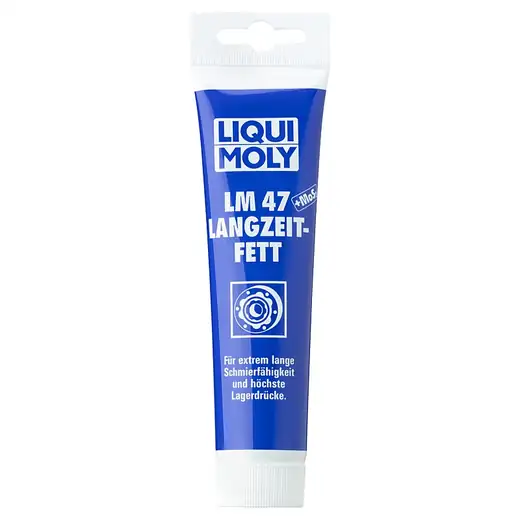 LIQUI
MOLY
LM 47 +MoS₂
LANGZEIT-
FETT
Für extrem lange
Schmierfähigkeit
und höchste
Lagerdrücke.